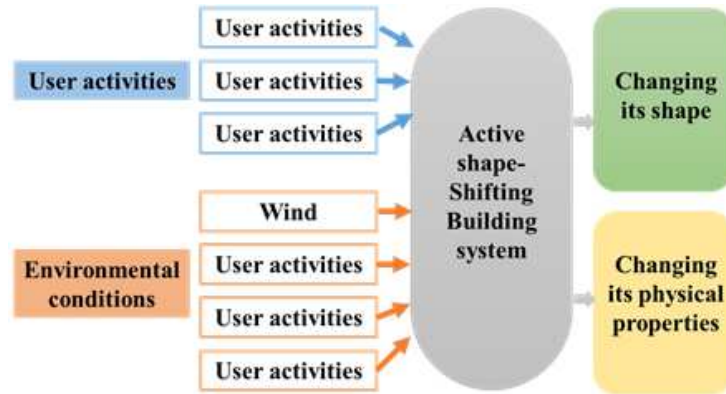 User activities
User activities
User activities
User activities
Wind
Environmental
conditions
User activities
User activities
User activities
Active
shape-
Shifting
Building
system
Changing
its shape
Changing
its physical
properties